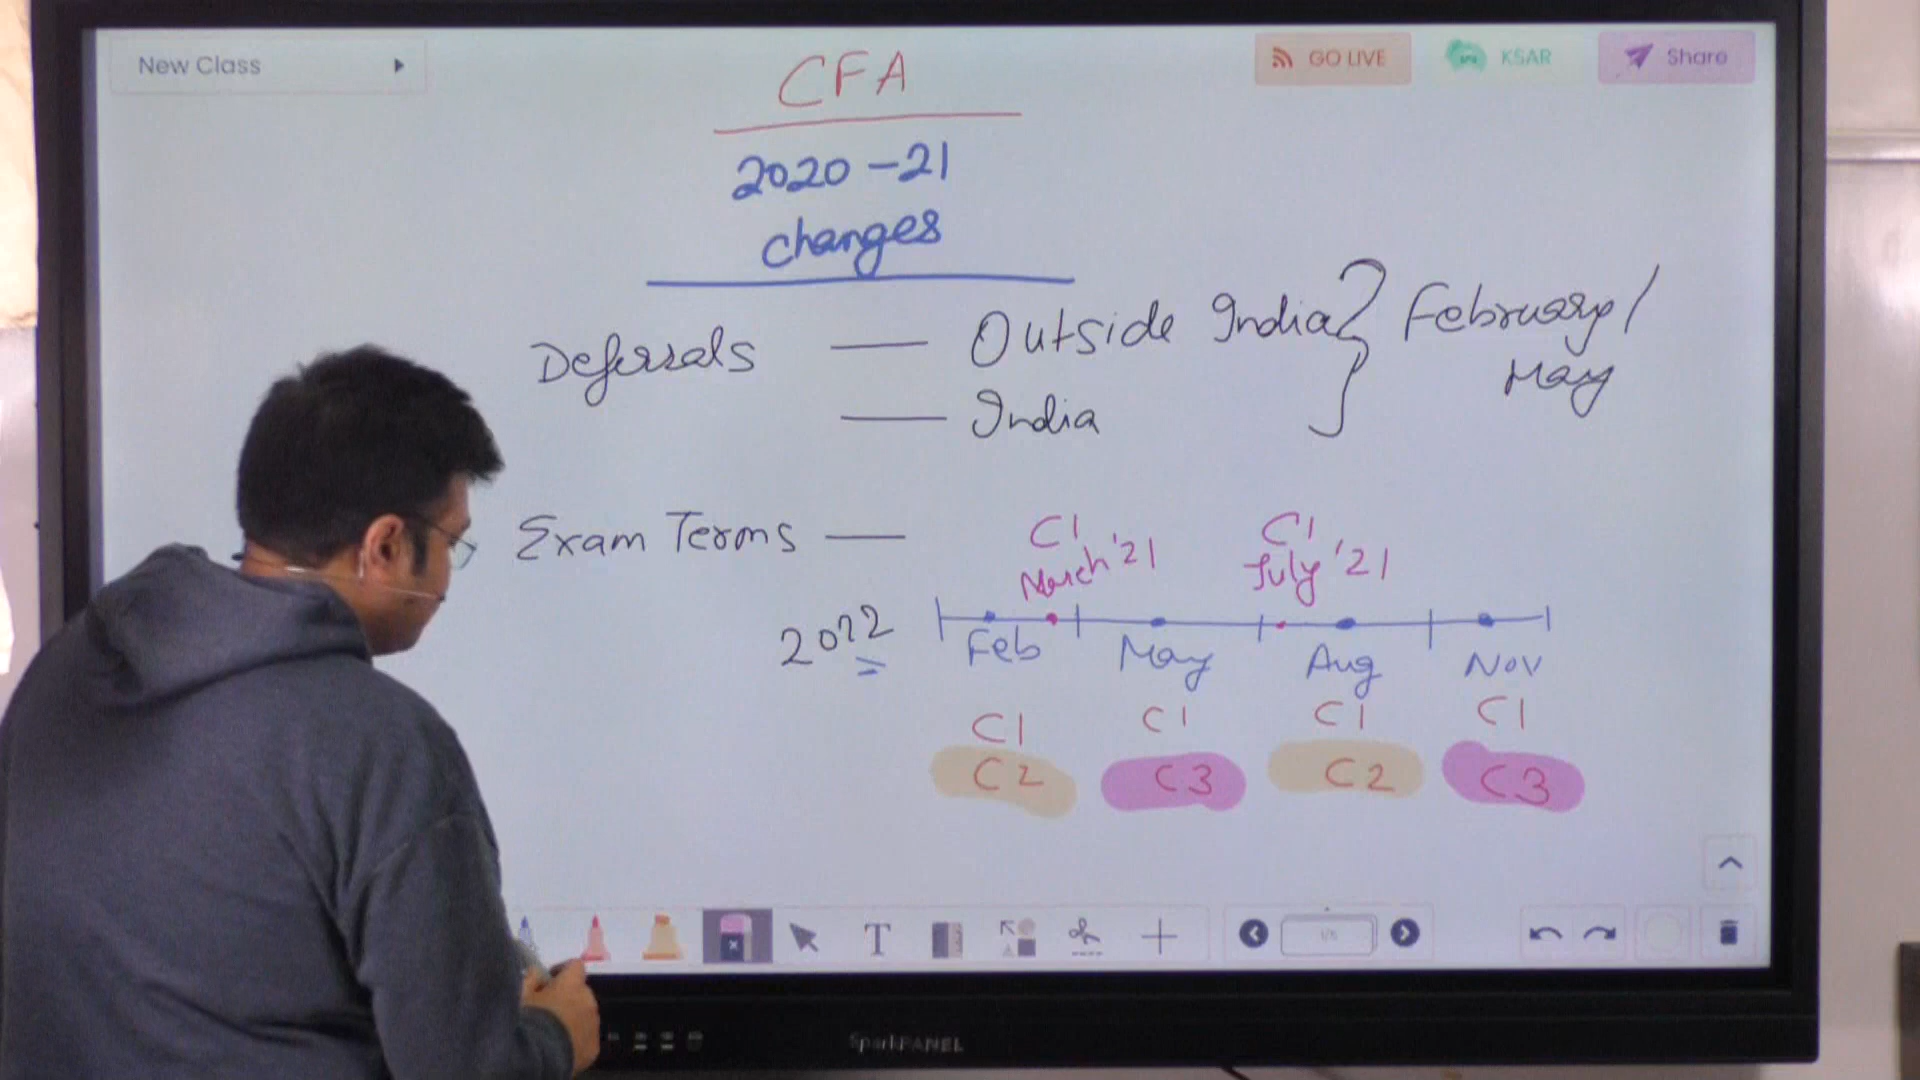 New Class
GO LIVE
KSAR
Share
CFA
2020-21
changes
Deferrals — Outside India } February/
— India May
Exam Terms —
C1 C1
March '21 July '21
2022
Feb May Aug Nov
C1 C1 C1 C1
C2 C3 C2 C3
T
SparkPANEL